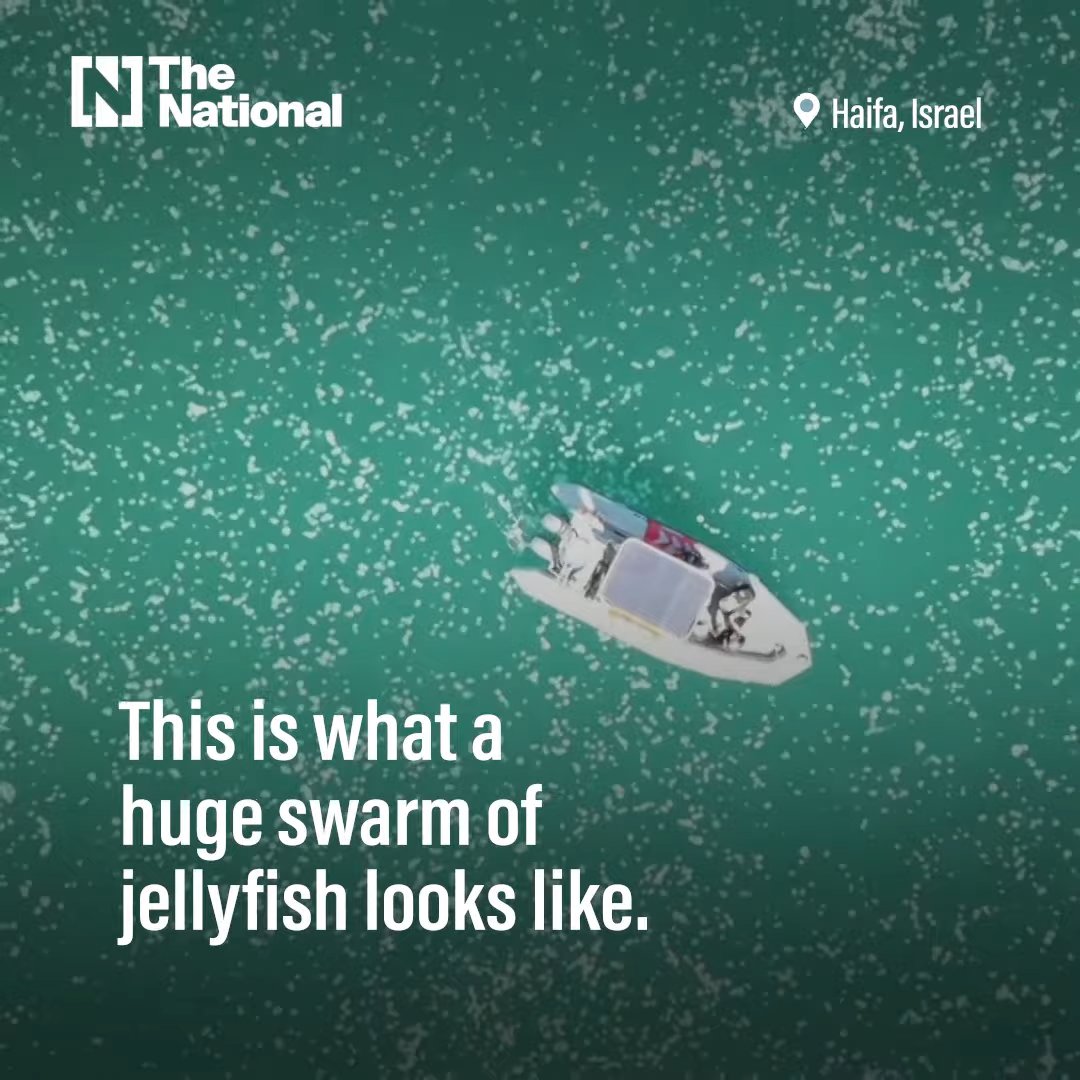 The
National
Haifa, Israel
This is what a
huge swarm of
jellyfish looks like.